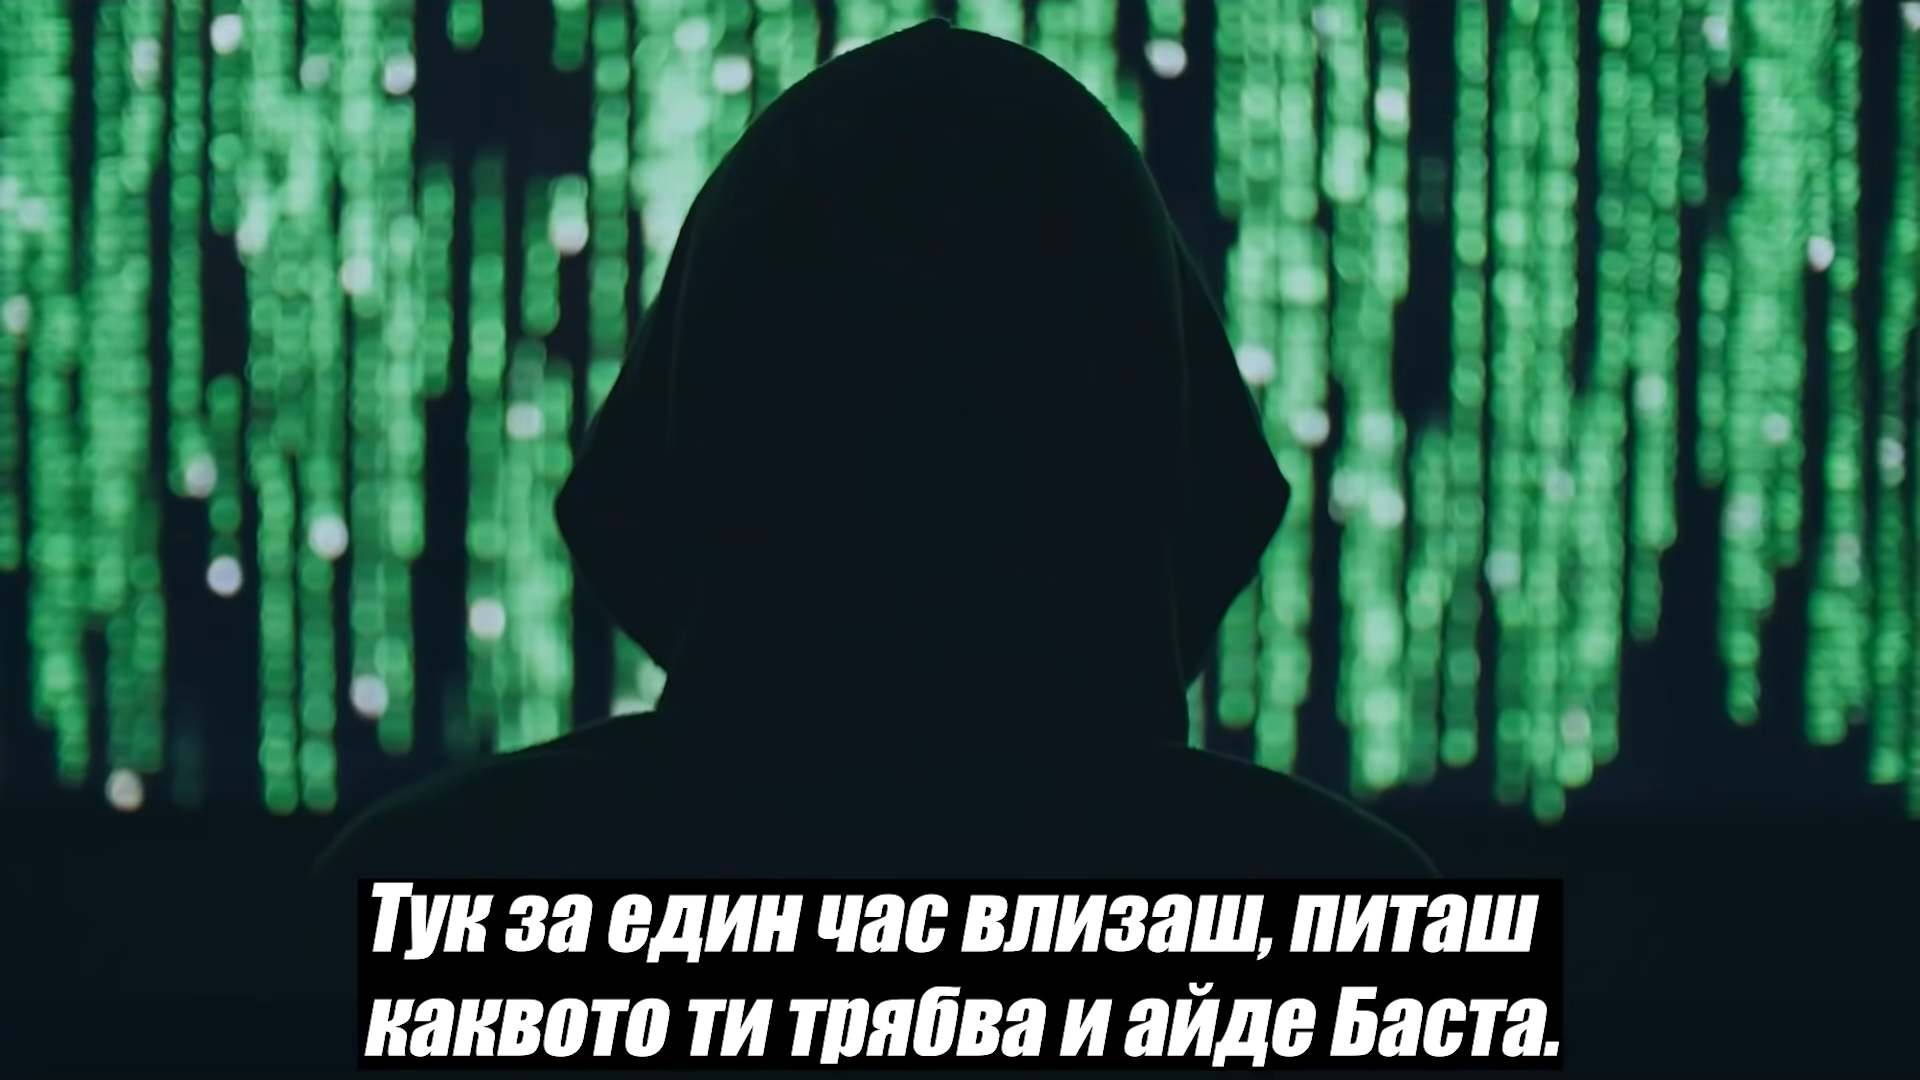 Тук за един час влизаш, питаш
каквото ти трябва и айде Баста.